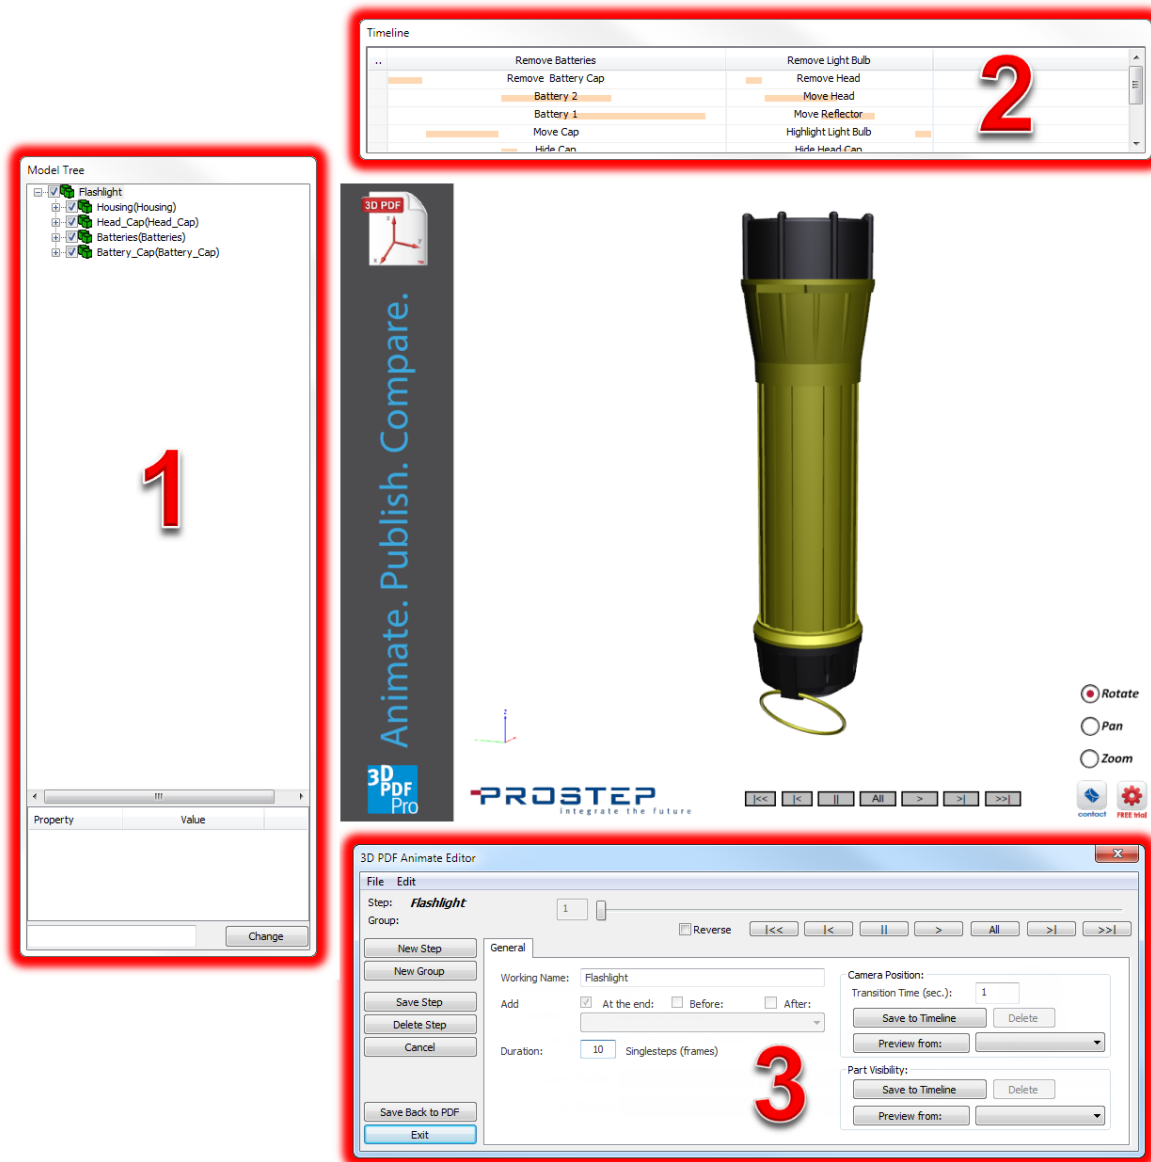 Timeline
.. Remove Batteries Remove Light Bulb
Remove Battery Cap Remove Head
Battery 2 Move Head
Battery 1 Move Reflector
Move Cap Highlight Light Bulb
Hide Cap Hide Head Cap
2
Model Tree
Flashlight
Housing(Housing)
Head_Cap(Head_Cap)
Batteries(Batteries)
Battery_Cap(Battery_Cap)
1
Property Value
Change
3D PDF
Animate. Publish. Compare.
3D
PDF
Pro
PROSTEP
integrate the future
|<< |< || All > >| >>|
Rotate
Pan
Zoom
contact FREE trial
3D PDF Animate Editor
File Edit
Step: Flashlight
Group:
1
Reverse |<< |< || > All >| >>|
New Step
New Group
Save Step
Delete Step
Cancel
Save Back to PDF
Exit
General
Working Name: Flashlight
Add At the end: Before: After:
Duration: 10 Singlesteps (frames)
Camera Position:
Transition Time (sec.): 1
Save to Timeline Delete
Preview from:
Part Visibility:
Save to Timeline Delete
Preview from:
3